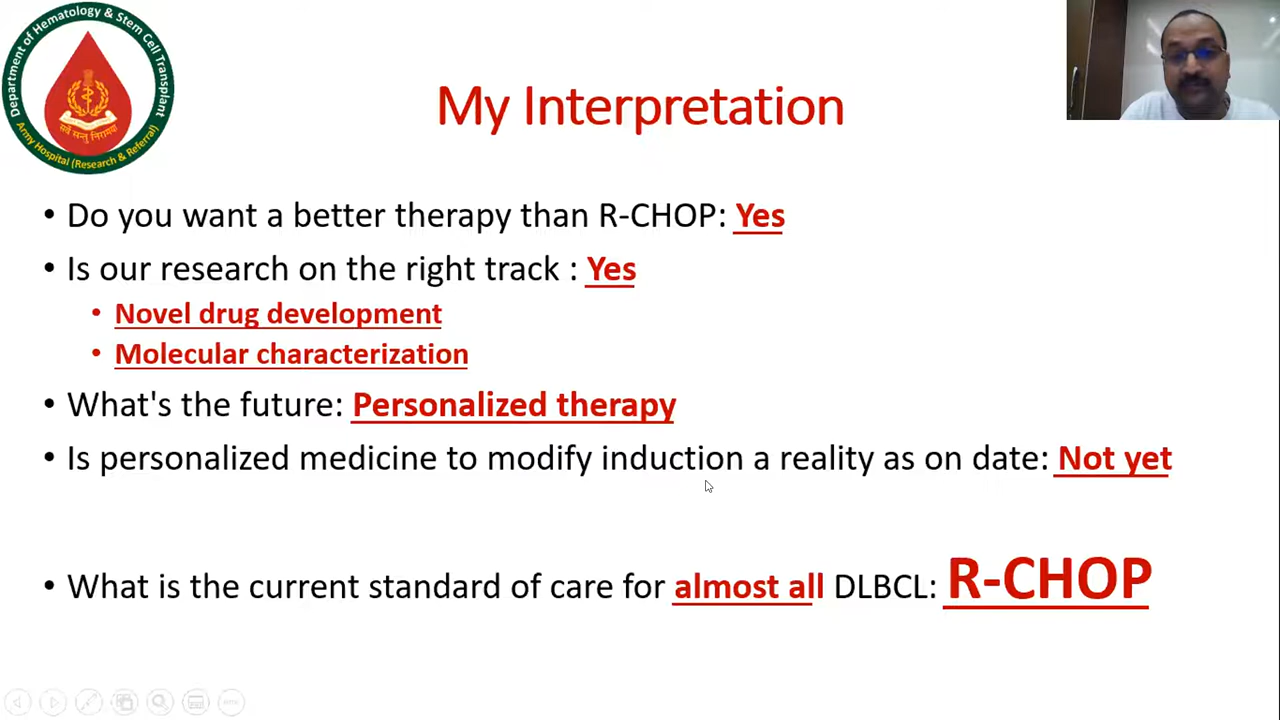 Department of Hematology & Stem Cell Transplant
सर्वे सन्तु निरामयाः
Army Hospital (Research & Referral)
My Interpretation
• Do you want a better therapy than R-CHOP: Yes
• Is our research on the right track : Yes
• Novel drug development
• Molecular characterization
• What's the future: Personalized therapy
• Is personalized medicine to modify induction a reality as on date: Not yet
• What is the current standard of care for almost all DLBCL: R-CHOP